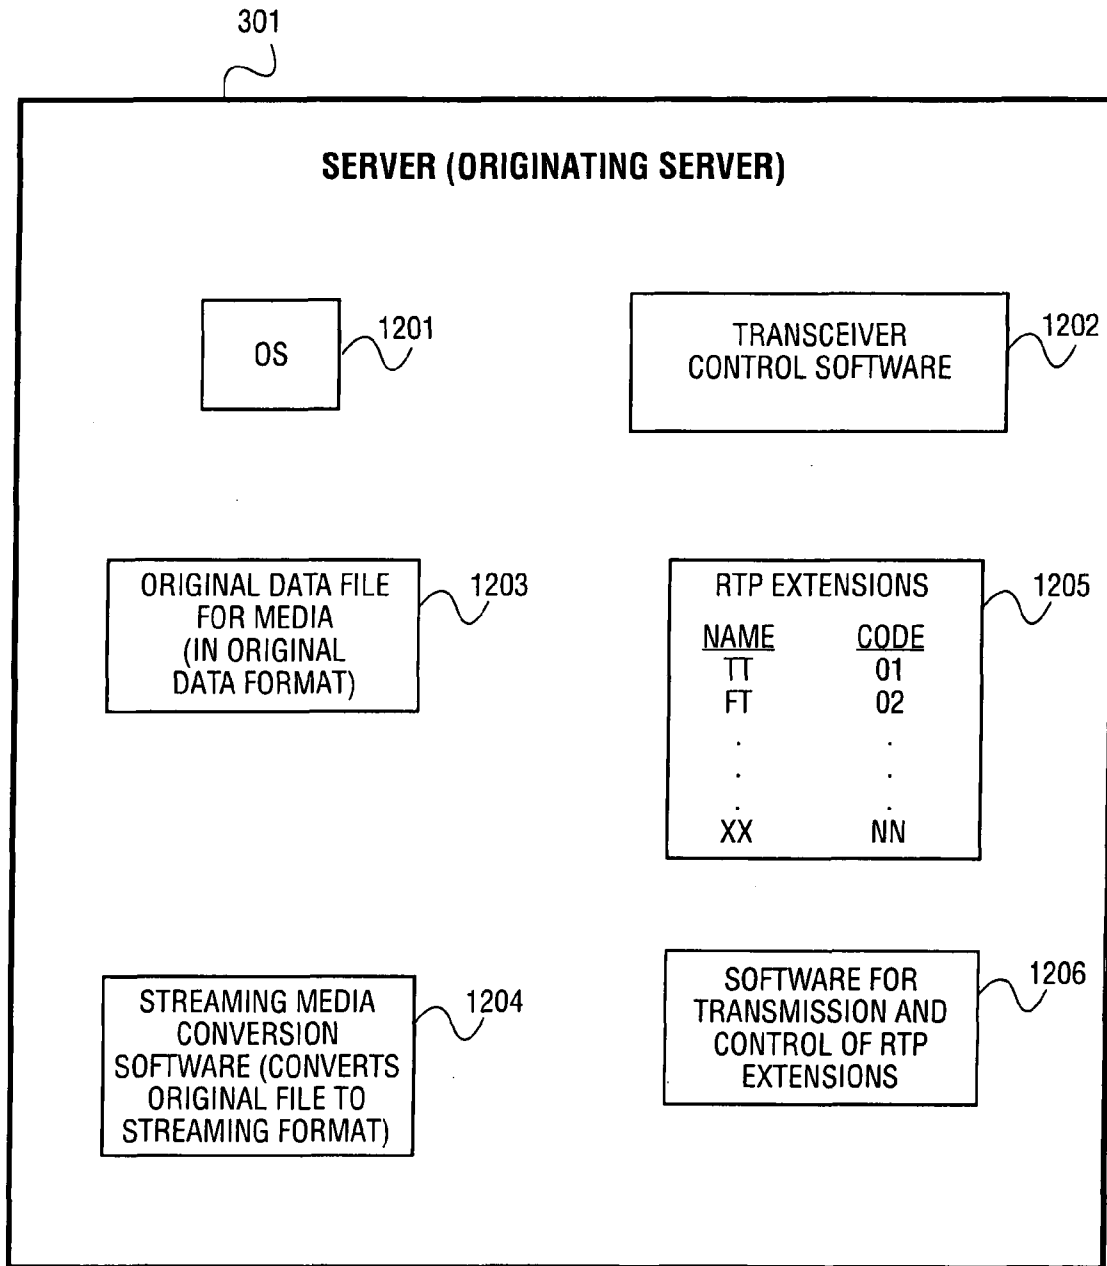 301
SERVER (ORIGINATING SERVER)
OS
1201
TRANSCEIVER
CONTROL SOFTWARE
1202
ORIGINAL DATA FILE
FOR MEDIA
(IN ORIGINAL
DATA FORMAT)
1203
RTP EXTENSIONS
NAME CODE
TT 01
FT 02
. .
. .
. .
XX NN
1205
STREAMING MEDIA
CONVERSION
SOFTWARE (CONVERTS
ORIGINAL FILE TO
STREAMING FORMAT)
1204
SOFTWARE FOR
TRANSMISSION AND
CONTROL OF RTP
EXTENSIONS
1206